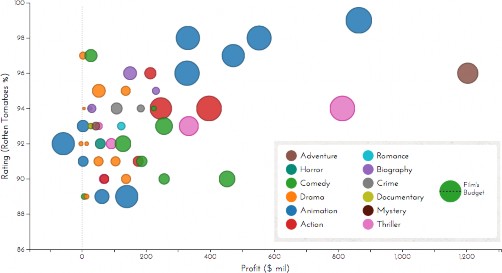 Rating (Rotten Tomatoes %)
100
98
96
94
92
90
88
86
0
200
400
600
800
1,000
1,200
Profit ($ mil)
Adventure
Horror
Comedy
Drama
Animation
Action
Romance
Biography
Crime
Documentary
Mystery
Thriller
Film's
Budget